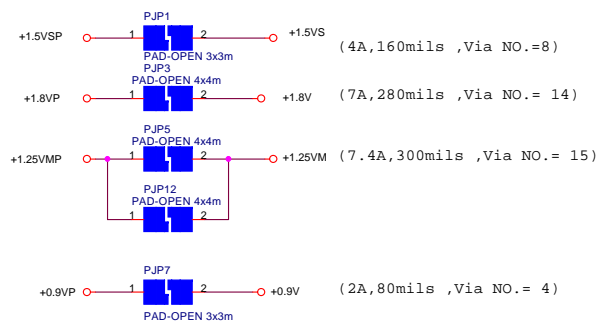 PJP1
+1.5VSP 1 2 +1.5VS
(4A,160mils ,Via NO.=8)
PAD-OPEN 3x3m
PJP3
PAD-OPEN 4x4m
+1.8VP 1 2 +1.8V
(7A,280mils ,Via NO.= 14)
PJP5
PAD-OPEN 4x4m
+1.25VMP 1 2 +1.25VM
(7.4A,300mils ,Via NO.= 15)
PJP12
PAD-OPEN 4x4m
1 2
PJP7
+0.9VP 1 2 +0.9V
(2A,80mils ,Via NO.= 4)
PAD-OPEN 3x3m